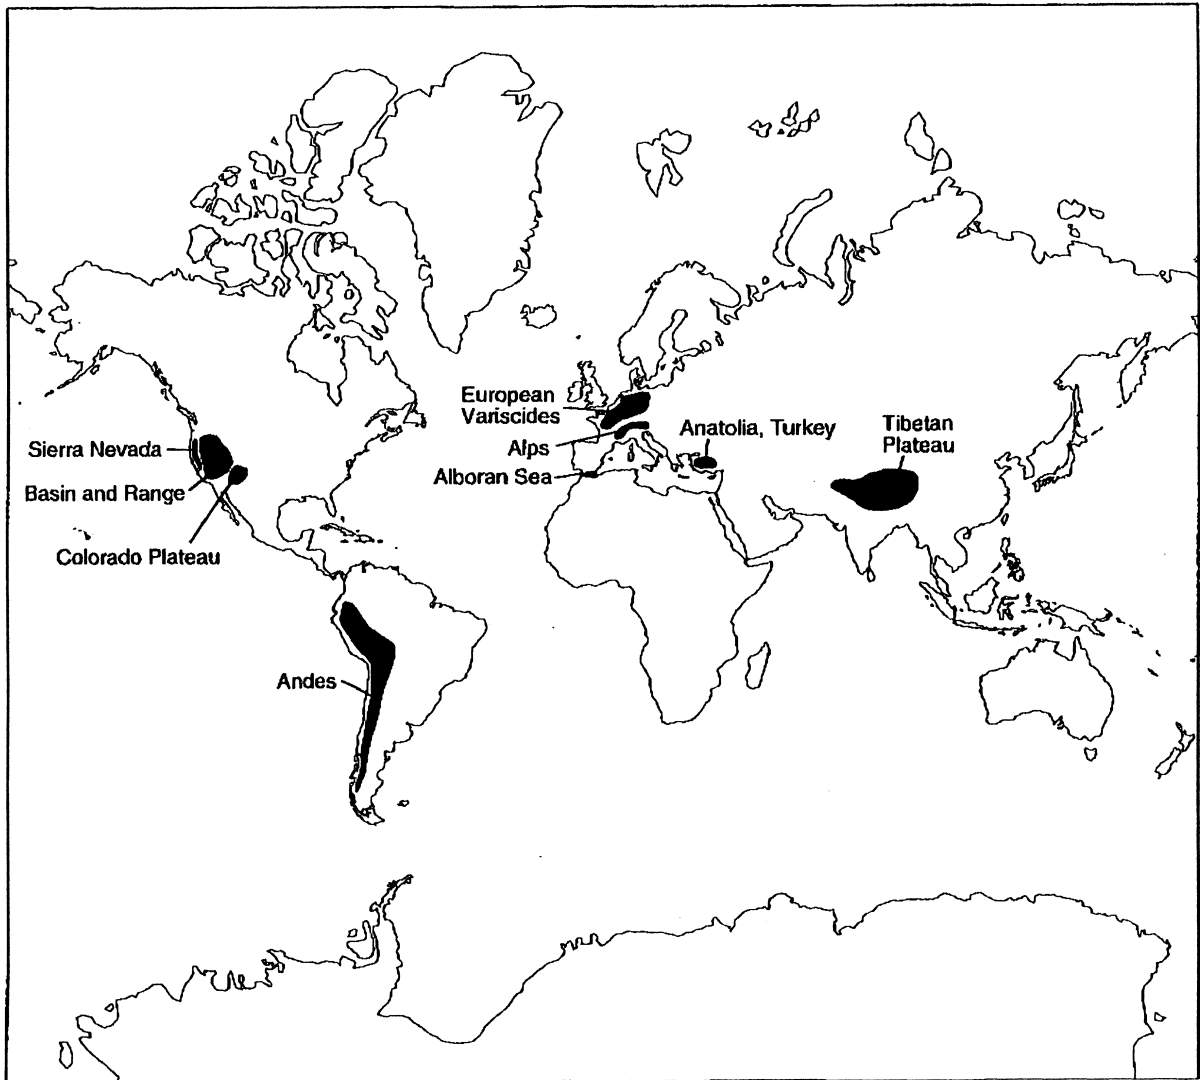 European
Variscides
Anatolia, Turkey
Tibetan
Plateau
Alps
Sierra Nevada
Alboran Sea
Basin and Range
Colorado Plateau
Andes